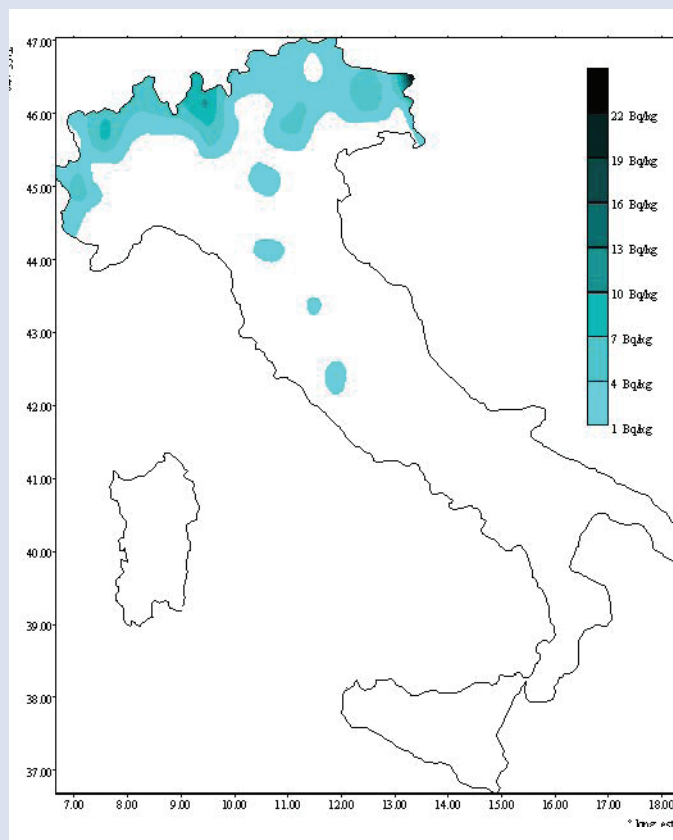 47.00
46.00
45.00
44.00
43.00
42.00
41.00
40.00
39.00
38.00
37.00
22 Bq/kg
19 Bq/kg
16 Bq/kg
13 Bq/kg
10 Bq/kg
7 Bq/kg
4 Bq/kg
1 Bq/kg
7.00 8.00 9.00 10.00 11.00 12.00 13.00 14.00 15.00 16.00 17.00 18.0
° long. est